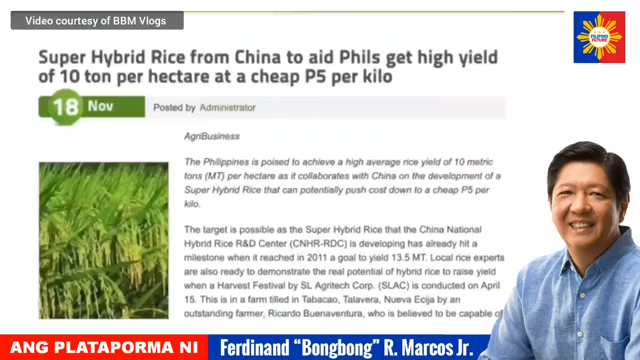 Video courtesy of BBM Vlogs
FILIPINO
FUTURE
Super Hybrid Rice from China to aid Phils get high yield
of 10 ton per hectare at a cheap P5 per kilo
18 Nov Posted by Administrator
AgriBusiness
The Philippines is poised to achieve a high average rice yield of 10 metric
tons (MT) per hectare as it collaborates with China on the development of a
Super Hybrid Rice that can potentially push cost down to a cheap P5 per
kilo.
The target is possible as the Super Hybrid Rice that the China National
Hybrid Rice R&D Center (CNHR-RDC) is developing has already hit a
milestone when it reached in 2011 a goal to yield 13.5 MT. Local rice experts
are also ready to demonstrate the real potential of hybrid rice to raise yield
when a Harvest Festival by SL Agritech Corp. (SLAC) is conducted on April
15. This is in a farm tilled in Tabacao, Talavera, Nueva Ecija by an
outstanding farmer, Ricardo Buenaventura, who is believed to be capable of
ANG PLATAPORMA NI Ferdinand “Bongbong” R. Marcos Jr.